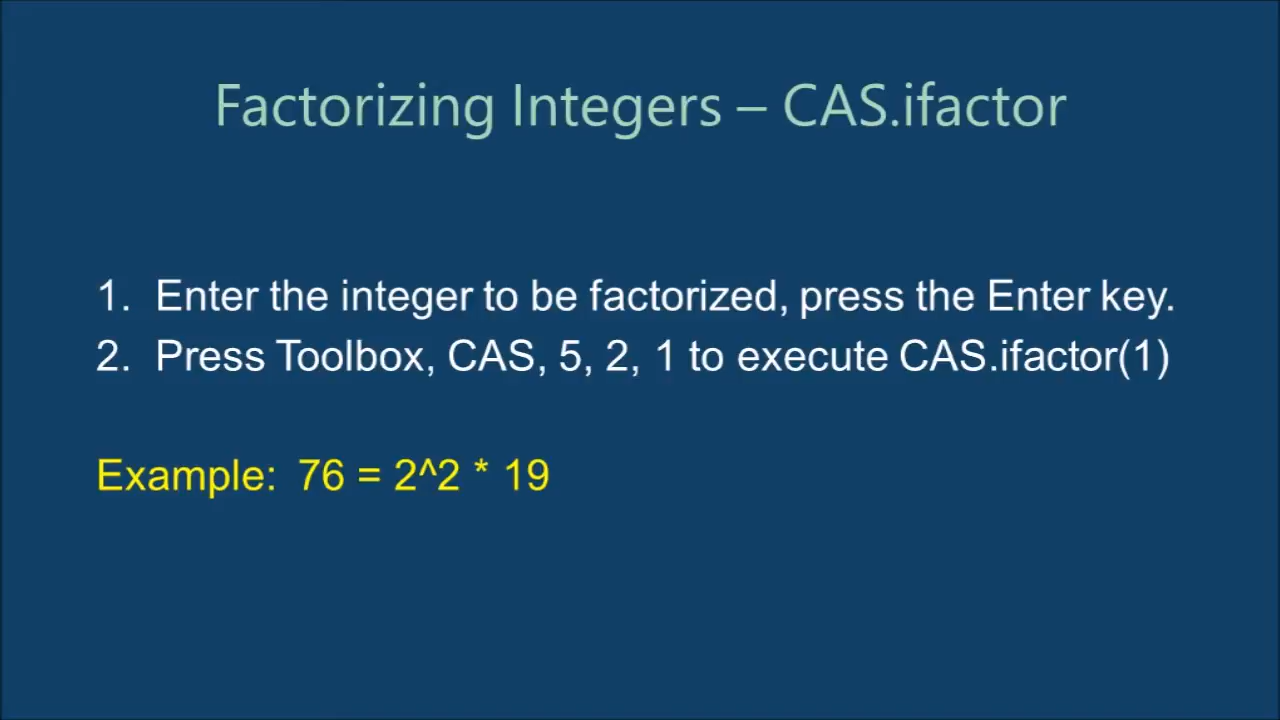 Factorizing Integers – CAS.ifactor
1. Enter the integer to be factorized, press the Enter key.
2. Press Toolbox, CAS, 5, 2, 1 to execute CAS.ifactor(1)
Example: 76 = 2^2 * 19